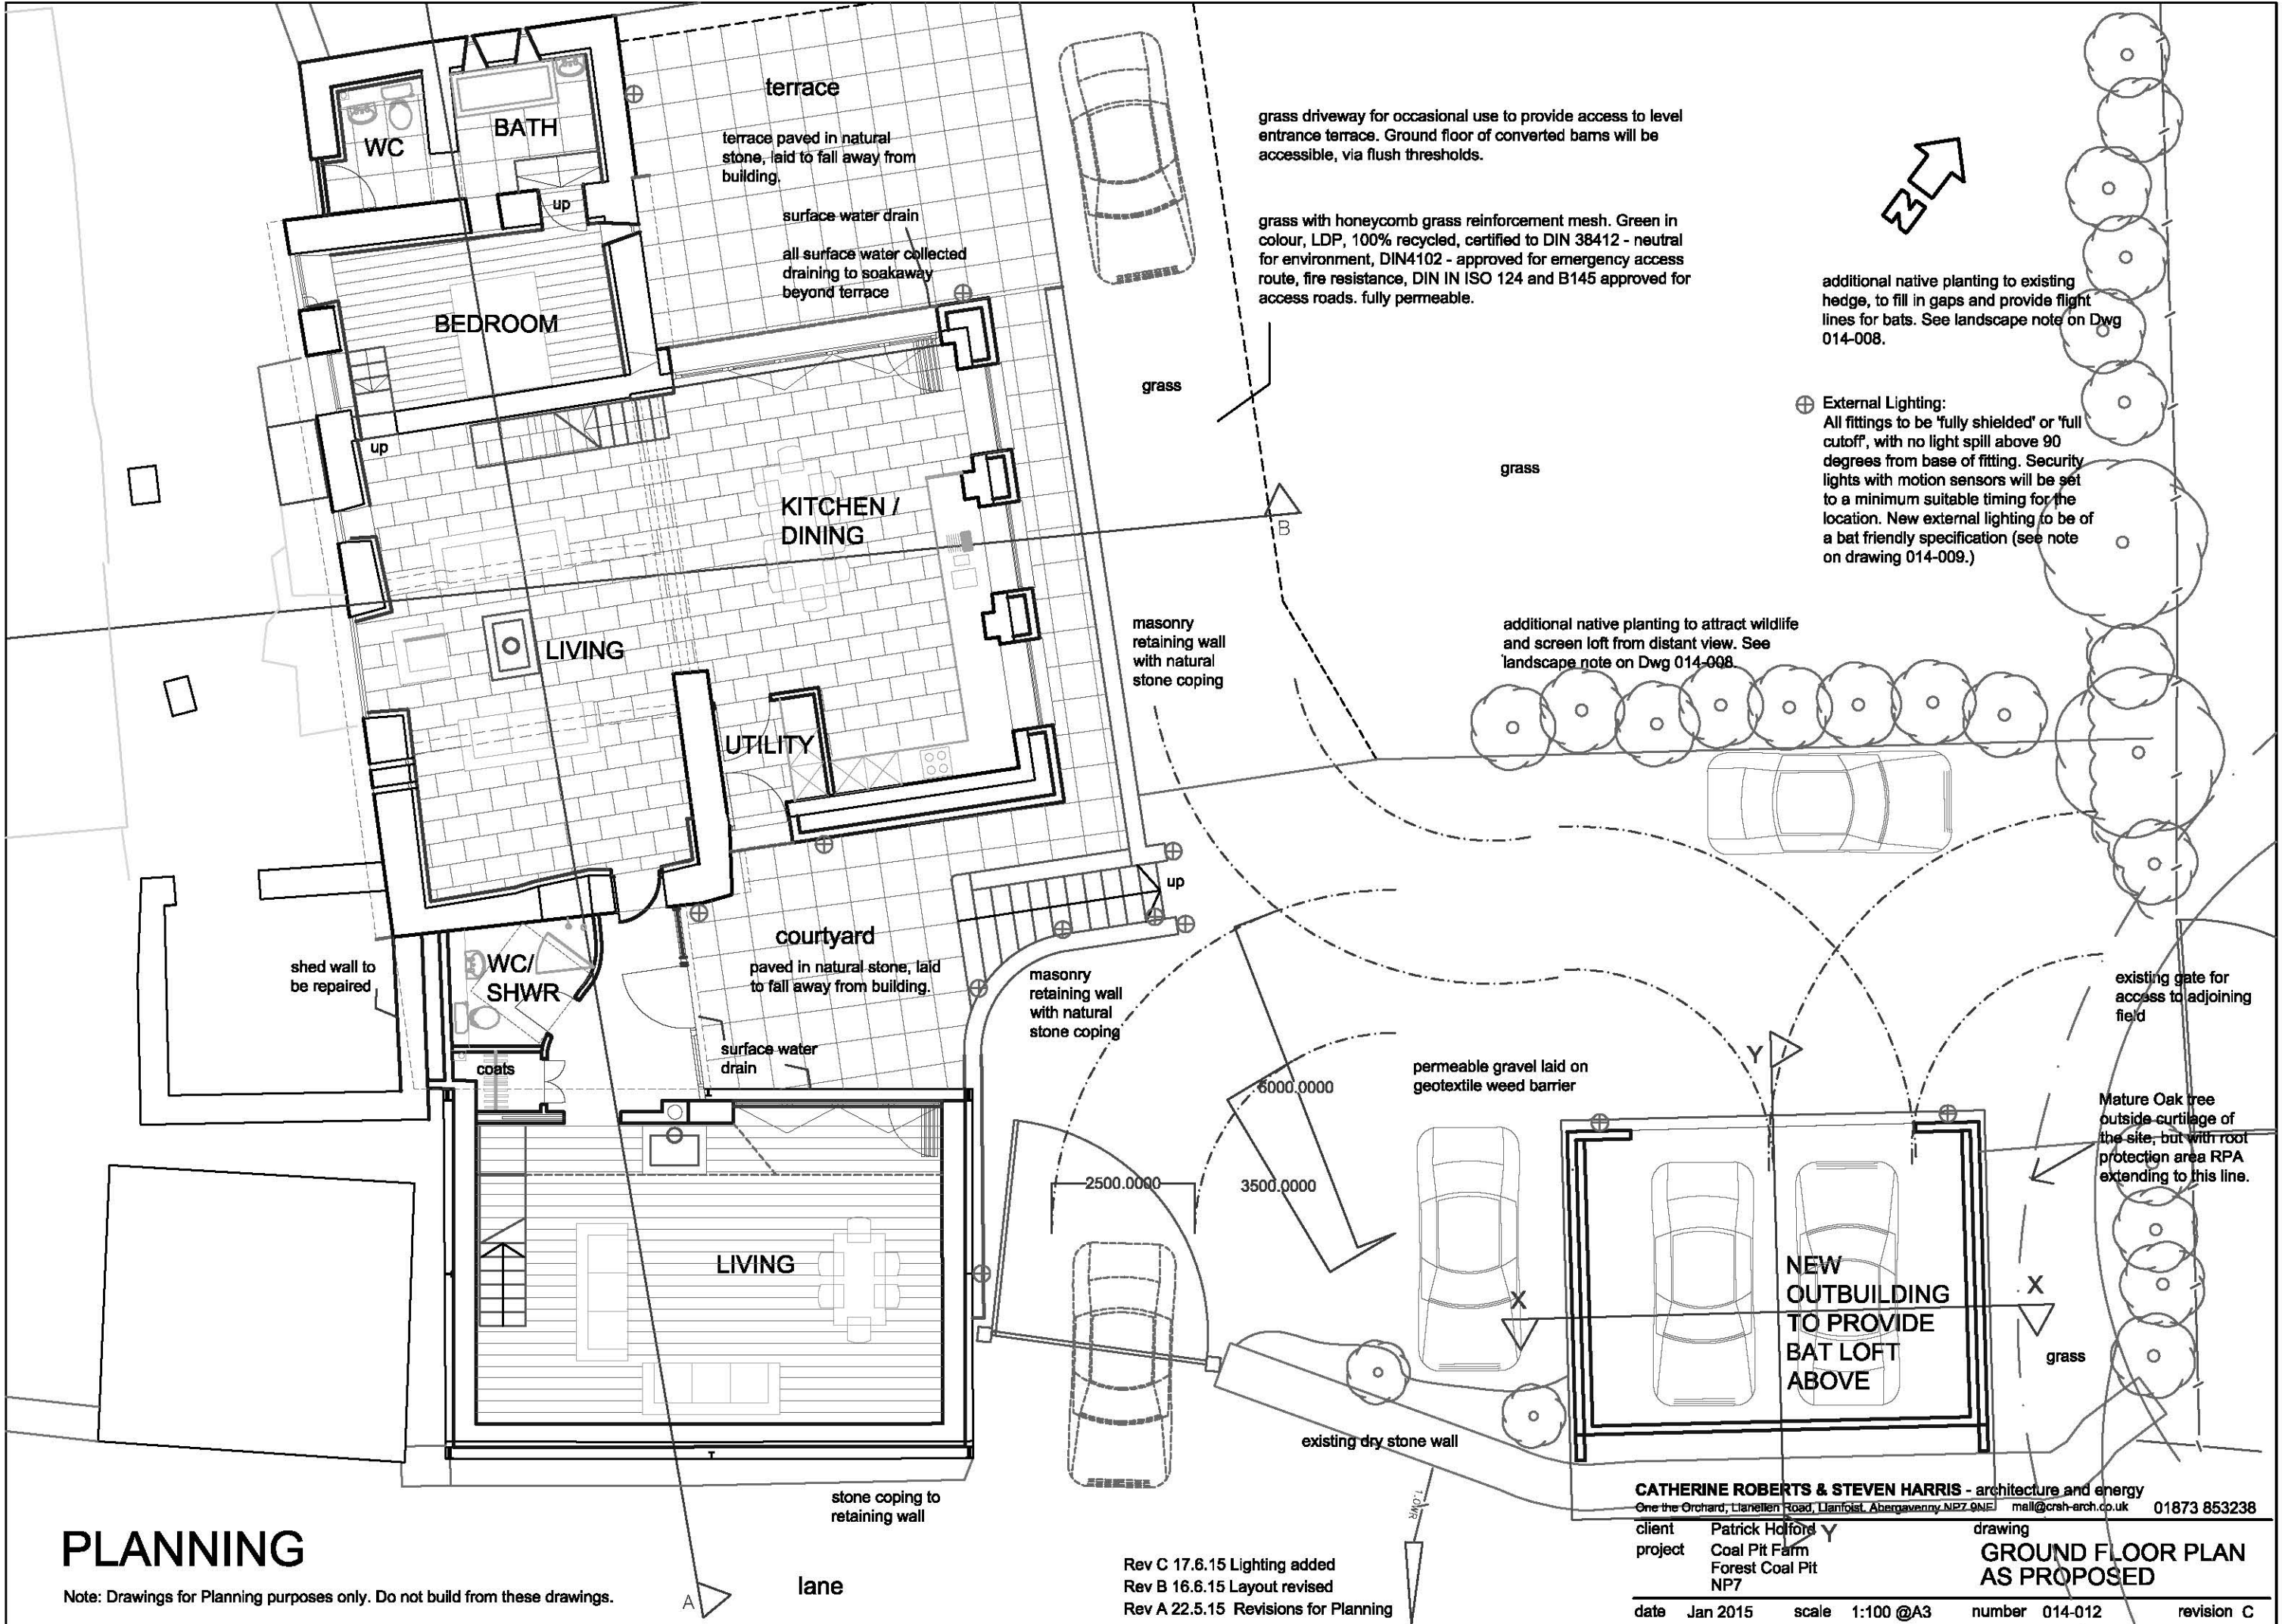 terrace
terrace paved in natural
stone, laid to fall away from
building.
surface water drain
all surface water collected
draining to soakaway
beyond terrace
WC
BATH
up
BEDROOM
up
KITCHEN /
DINING
LIVING
UTILITY
grass driveway for occasional use to provide access to level
entrance terrace. Ground floor of converted barns will be
accessible, via flush thresholds.
grass with honeycomb grass reinforcement mesh. Green in
colour, LDP, 100% recycled, certified to DIN 38412 - neutral
for environment, DIN4102 - approved for emergency access
route, fire resistance, DIN IN ISO 124 and B145 approved for
access roads. fully permeable.
grass
grass
B
N
additional native planting to existing
hedge, to fill in gaps and provide flight
lines for bats. See landscape note on Dwg
014-008.
External Lighting:
All fittings to be 'fully shielded' or 'full
cutoff', with no light spill above 90
degrees from base of fitting. Security
lights with motion sensors will be set
to a minimum suitable timing for the
location. New external lighting to be of
a bat friendly specification (see note
on drawing 014-009.)
additional native planting to attract wildlife
and screen loft from distant view. See
landscape note on Dwg 014-008.
masonry
retaining wall
with natural
stone coping
up
courtyard
paved in natural stone, laid
to fall away from building.
surface water
drain
shed wall to
be repaired
WC/
SHWR
coats
masonry
retaining wall
with natural
stone coping
6000.0000
3500.0000
2500.0000
permeable gravel laid on
geotextile weed barrier
Y
existing gate for
access to adjoining
field
Mature Oak tree
outside curtilage of
the site, but with root
protection area RPA
extending to this line.
LIVING
X
NEW
OUTBUILDING
TO PROVIDE
BAT LOFT
ABOVE
X
grass
existing dry stone wall
stone coping to
retaining wall
lane
A
PLANNING
Note: Drawings for Planning purposes only. Do not build from these drawings.
Rev C 17.6.15 Lighting added
Rev B 16.6.15 Layout revised
Rev A 22.5.15 Revisions for Planning
CATHERINE ROBERTS & STEVEN HARRIS - architecture and energy
One the Orchard, Llanellen Road, Llanfoist, Abergavenny NP7 9NF mail@crsh-arch.co.uk 01873 853238
client Patrick Holford Y
project Coal Pit Farm
Forest Coal Pit
NP7
drawing
GROUND FLOOR PLAN
AS PROPOSED
date Jan 2015 scale 1:100 @A3 number 014-012 revision C